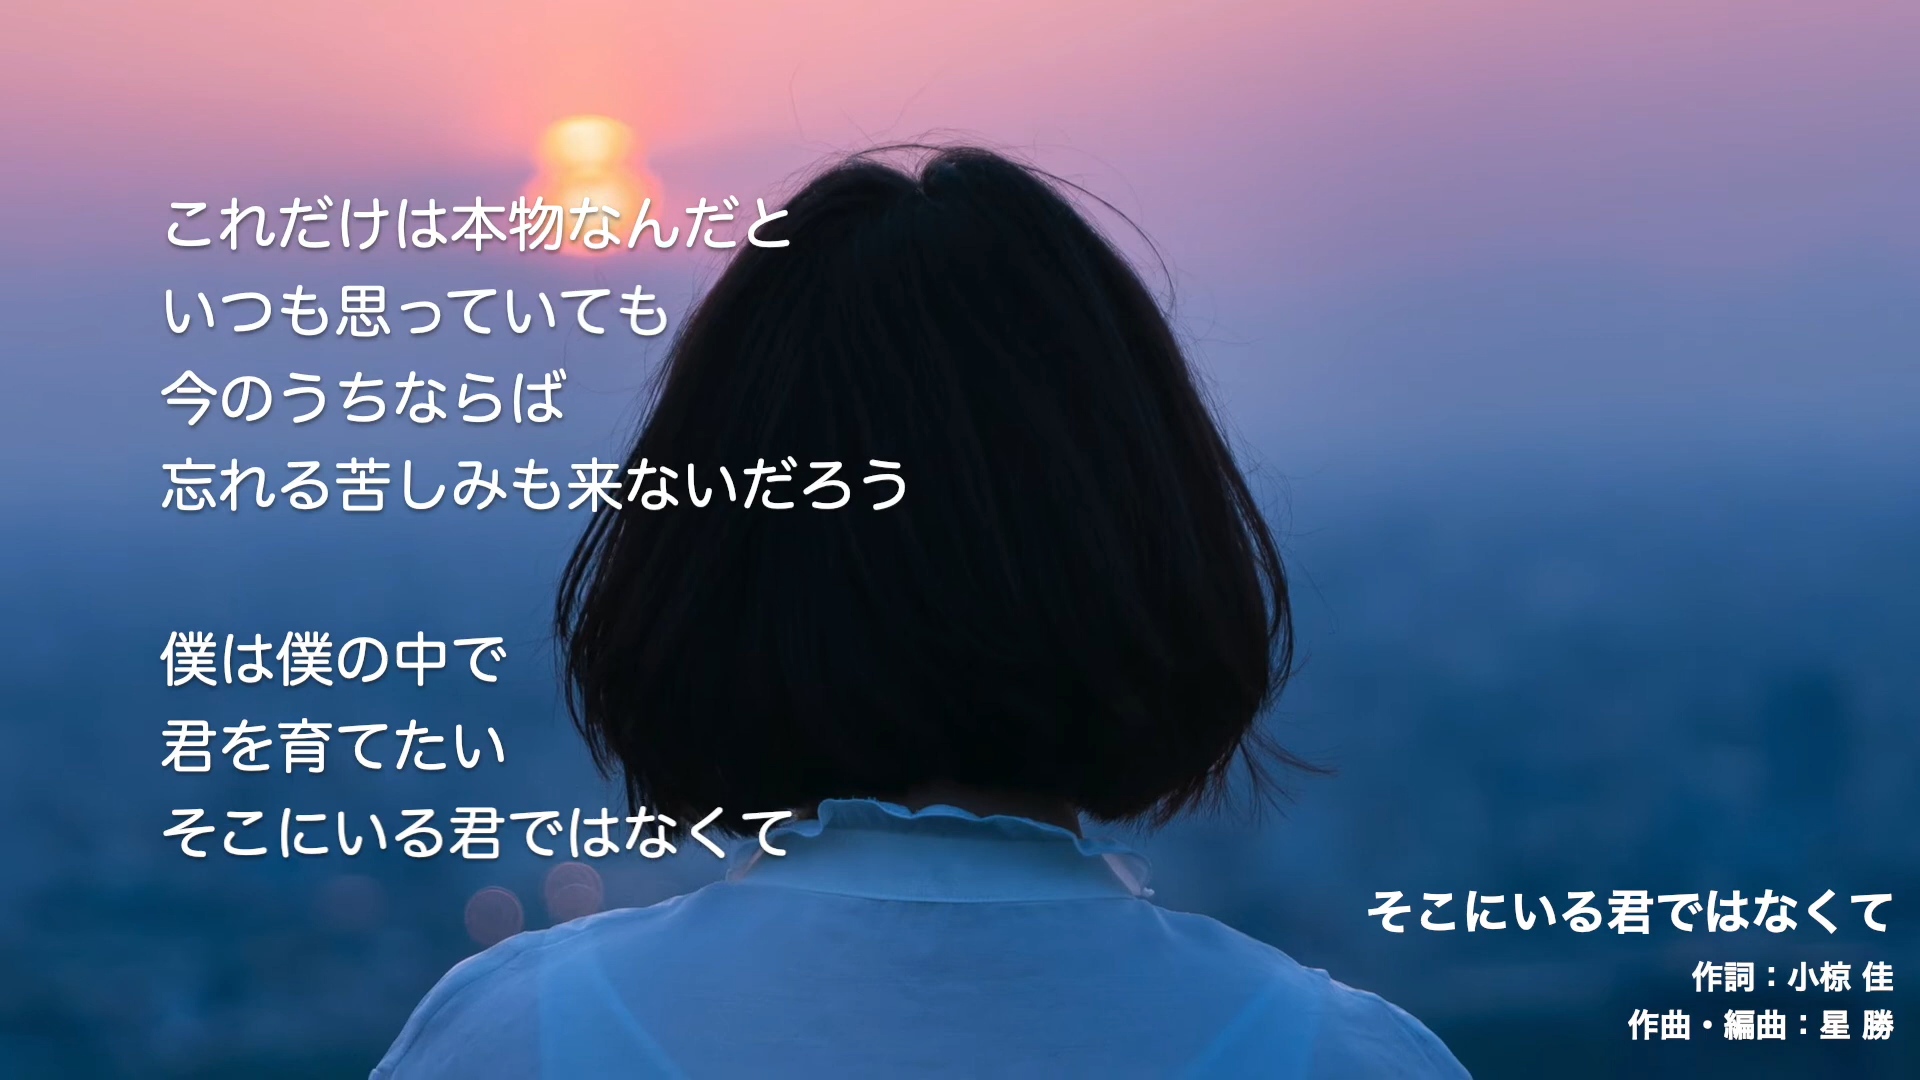 これだけは本物なんだと
いつも思っていても
今のうちならば
忘れる苦しみも来ないだろう
僕は僕の中で
君を育てたい
そこにいる君ではなくて
そこにいる君ではなくて
作詞：小椋 佳
作曲・編曲：星 勝